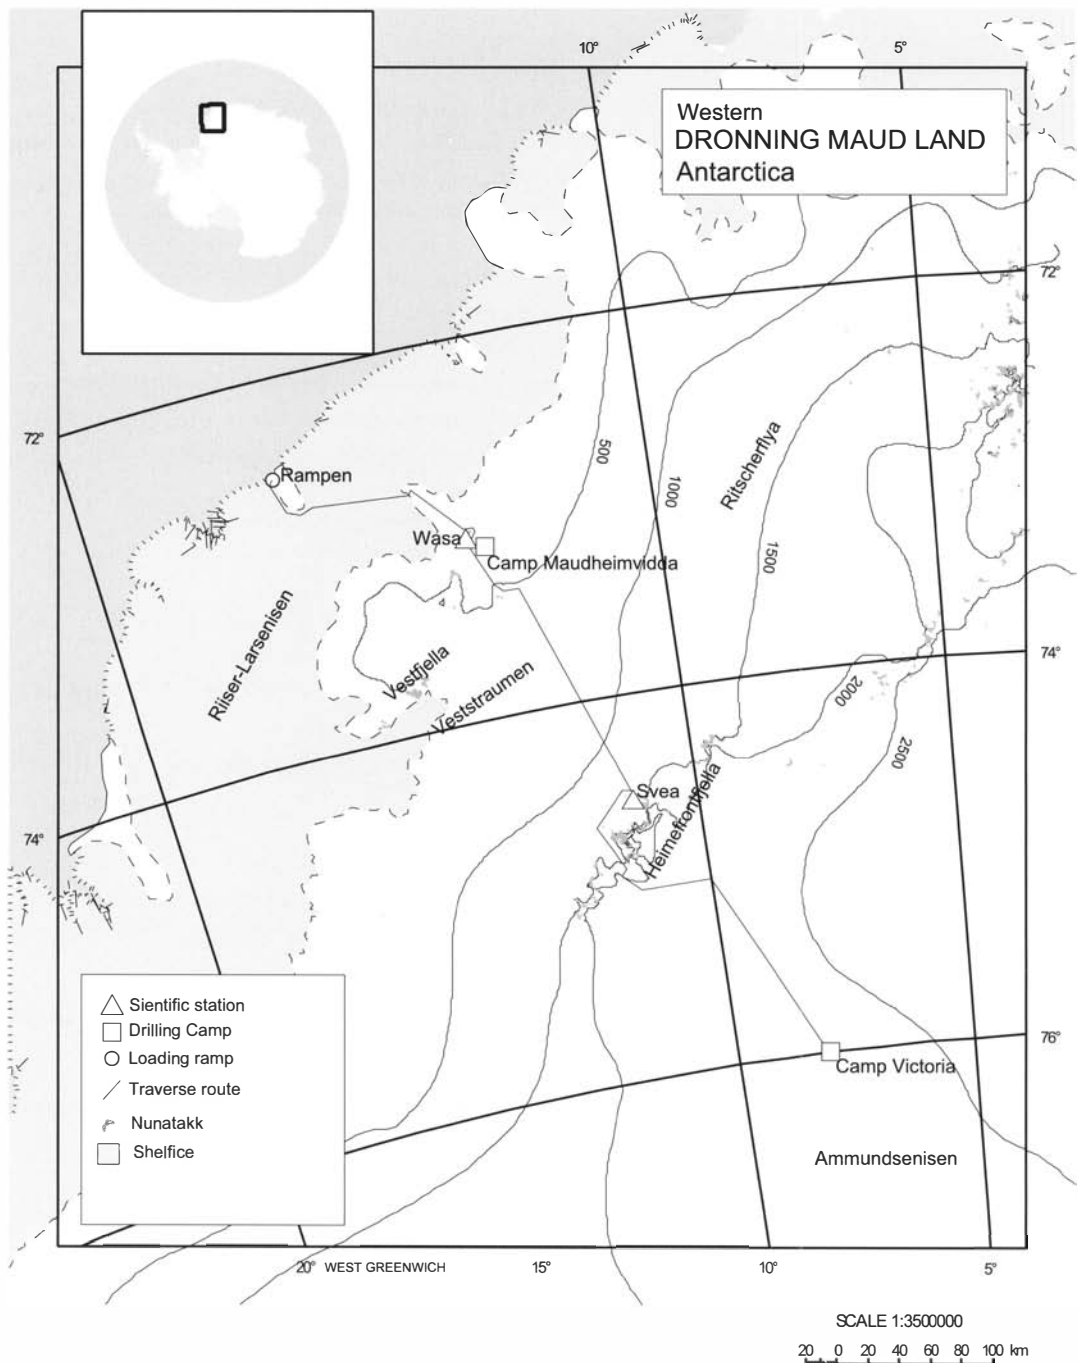 10°
5°
Western
DRONNING MAUD LAND
Antarctica
72°
72°
500
1000
Ritscherflya
1500
Rampen
Wasa
Camp Maudheimvidda
Riiser-Larsenisen
Vestfjella
Veststraumen
74°
2000
2500
Svea
Heimefrontfjella
74°
Sientific station
Drilling Camp
Loading ramp
Traverse route
Nunatakk
Shelfice
76°
Camp Victoria
Ammundsenisen
20° WEST GREENWICH
15°
10°
5°
SCALE 1:3500000
20 0 20 40 60 80 100 km